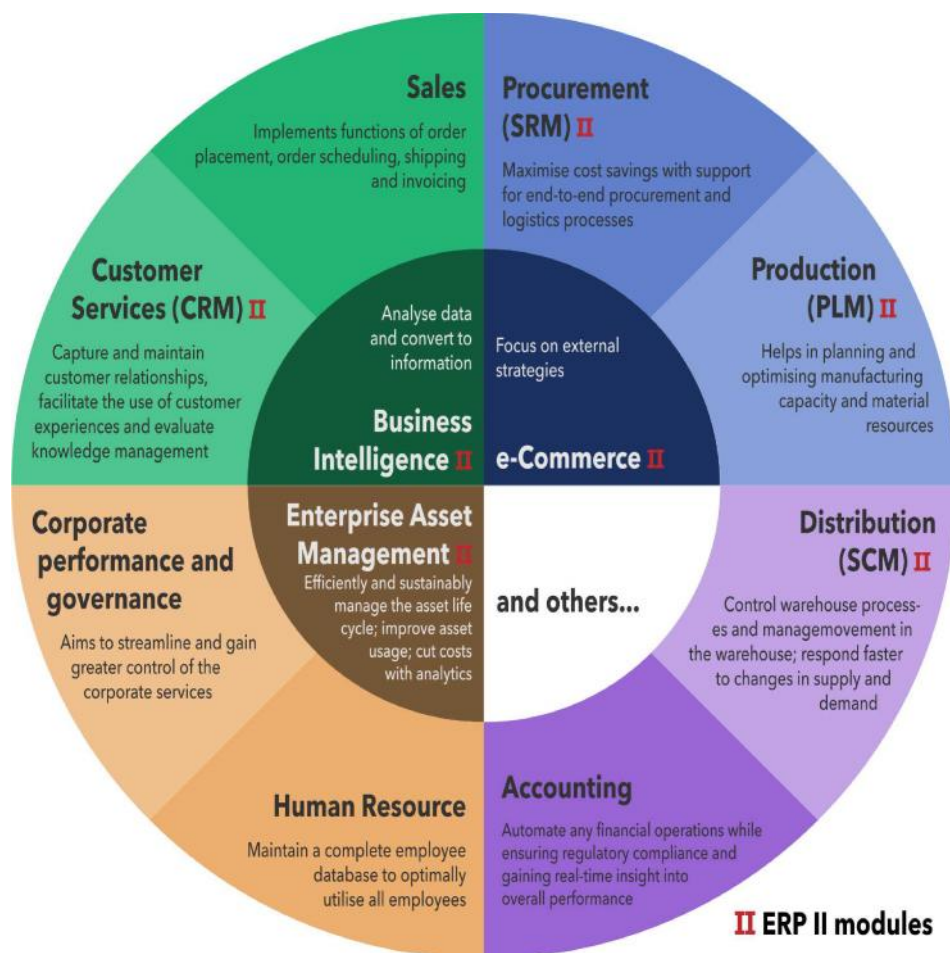 Sales
Implements functions of order
placement, order scheduling, shipping
and invoicing
Procurement
(SRM) II
Maximise cost savings with support
for end-to-end procurement and
logistics processes
Customer
Services (CRM) II
Capture and maintain
customer relationships,
facilitate the use of customer
experiences and evaluate
knowledge management
Analyse data
and convert to
information
Business
Intelligence II
Focus on external
strategies
e-Commerce II
Production
(PLM) II
Helps in planning and
optimising manufacturing
capacity and material
resources
Corporate
performance and
governance
Aims to streamline and gain
greater control of the
corporate services
Enterprise Asset
Management II
Efficiently and sustainably
manage the asset life
cycle; improve asset
usage; cut costs
with analytics
and others...
Distribution
(SCM) II
Control warehouse process-
es and managemovement in
the warehouse; respond faster
to changes in supply and
demand
Human Resource
Maintain a complete employee
database to optimally
utilise all employees
Accounting
Automate any financial operations while
ensuring regulatory compliance and
gaining real-time insight into
overall performance
II ERP II modules